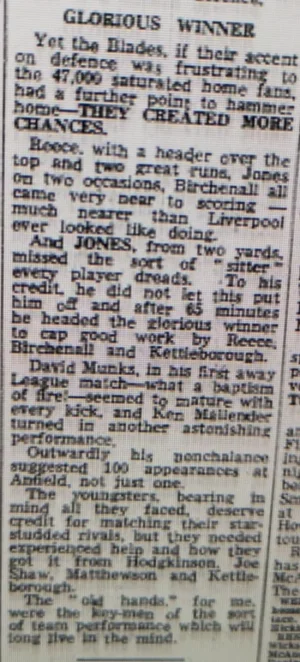 GLORIOUS WINNER
Yet the Blades, if their accent
on defence was frustrating to
the 47,000 saturated home fans,
had a further point to hammer
home—THEY CREATED MORE
CHANCES.
Reece, with a header over the
top and two great runs, Jones
on two occasions, Birchenall all
came very near to scoring —
much nearer than Liverpool
ever looked like doing.
And JONES, from two yards,
missed the sort of "sitter"
every player dreads. To his
credit, he did not let this put
him off and after 65 minutes
he headed the glorious winner
to cap good work by Reece,
Birchenall and Kettleborough.
David Munks, in his first away
League match—what a baptism
of fire!—seemed to mature with
every kick, and Ken Mallender
turned in another astonishing
performance.
Outwardly his nonchalance
suggested 100 appearances at
Anfield, not just one.
The youngsters, bearing in
mind all they faced, deserve
credit for matching their star-
studded rivals, but they needed
experienced help and how they
got it from Hodgkinson, Joe
Shaw, Matthewson and Kettle-
borough.
The "old hands," for me,
were the key-men of the sort
of team performance which will
long live in the mind.